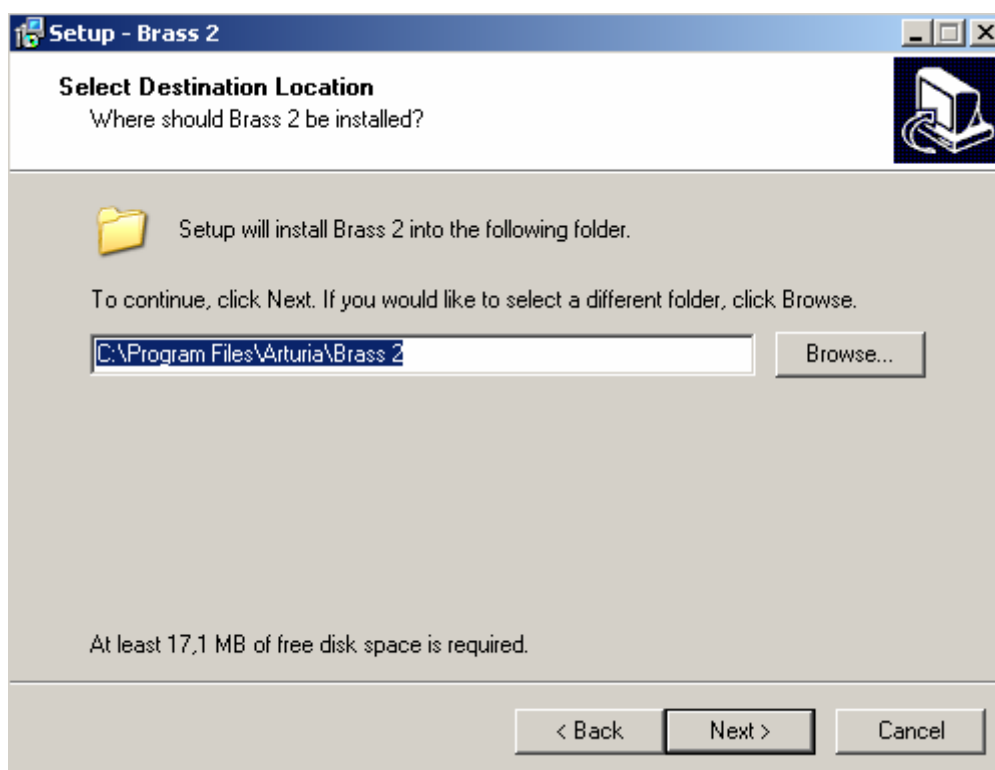 Setup - Brass 2
Select Destination Location
Where should Brass 2 be installed?
Setup will install Brass 2 into the following folder.
To continue, click Next. If you would like to select a different folder, click Browse.
C:\Program Files\Arturia\Brass 2
Browse...
At least 17,1 MB of free disk space is required.
< Back
Next >
Cancel